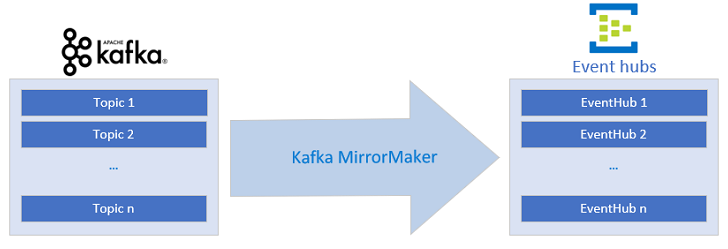 APACHE
kafka®
Event hubs
Topic 1
Topic 2
...
Topic n
Kafka MirrorMaker
EventHub 1
EventHub 2
...
EventHub n